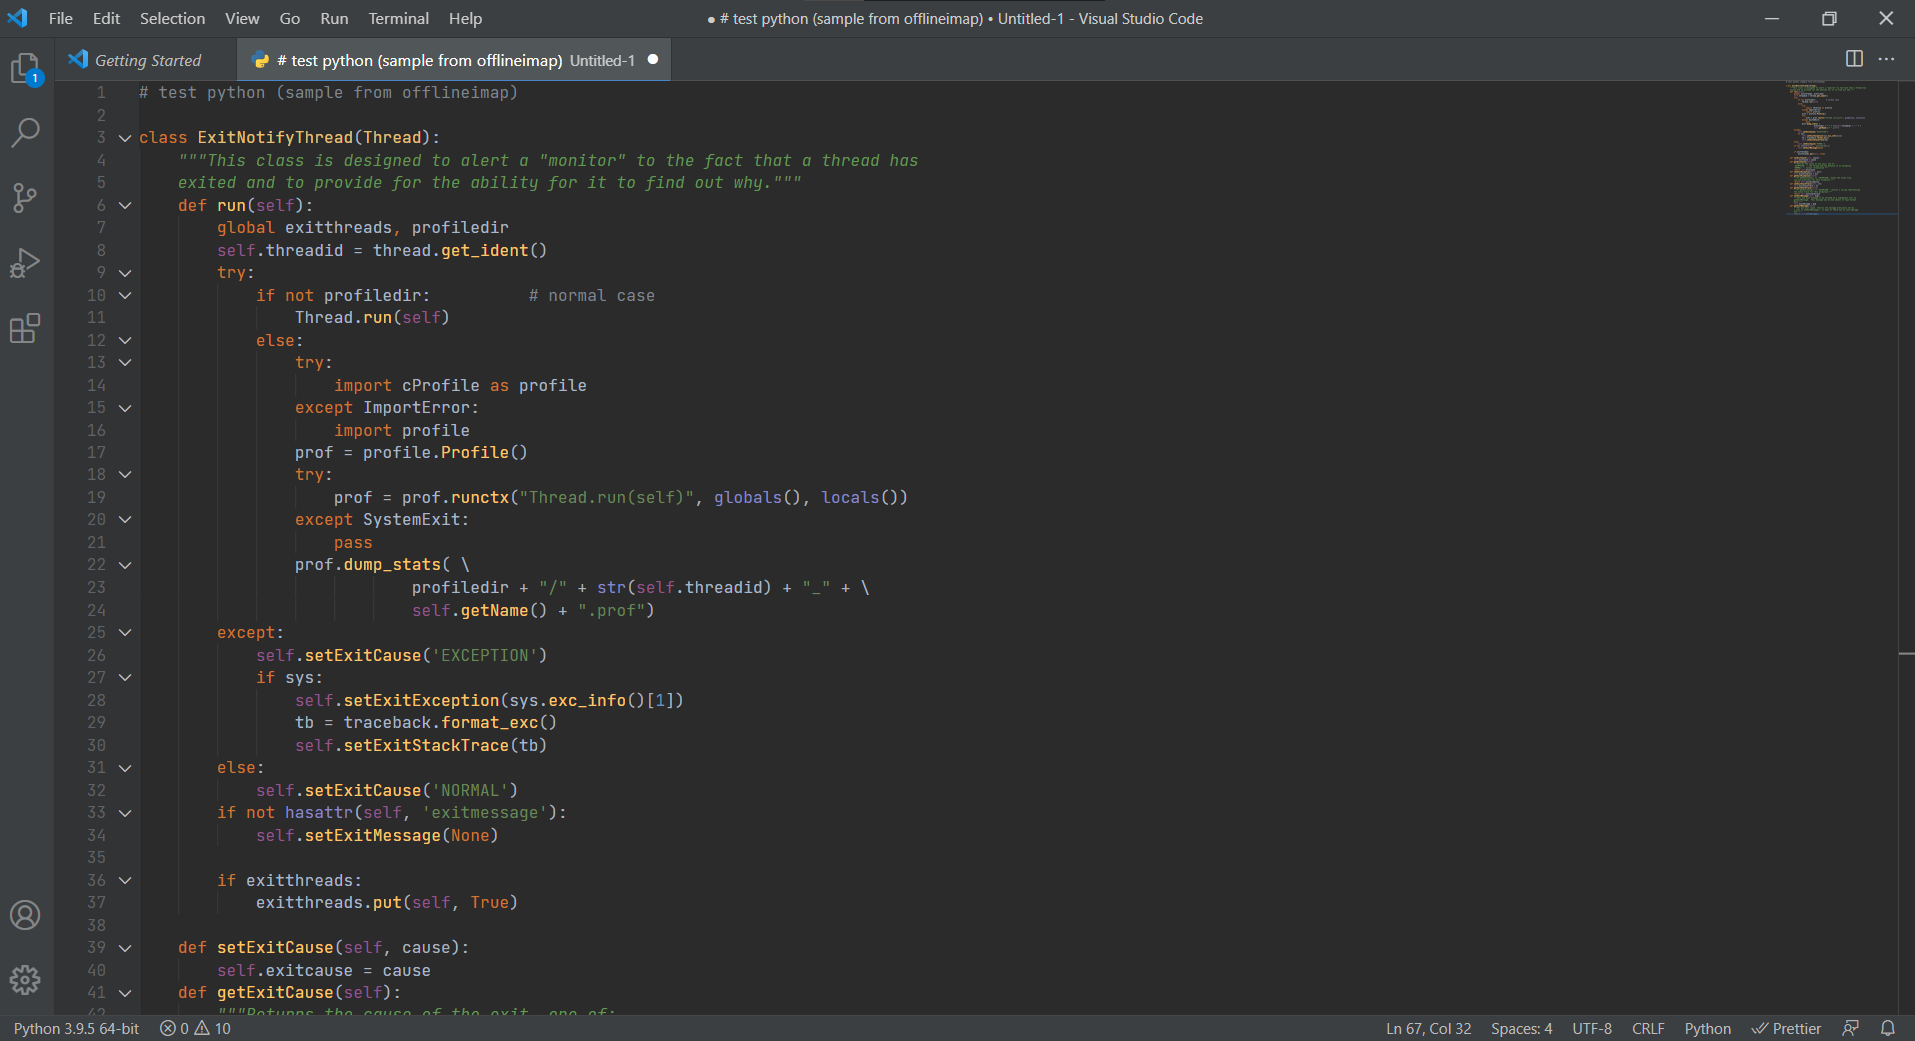 File Edit Selection View Go Run Terminal Help
● # test python (sample from offlineimap) • Untitled-1 - Visual Studio Code
Getting Started
# test python (sample from offlineimap) Untitled-1 ●
1
1 # test python (sample from offlineimap)
2
3 class ExitNotifyThread(Thread):
4     """This class is designed to alert a "monitor" to the fact that a thread has
5     exited and to provide for the ability for it to find out why."""
6     def run(self):
7         global exitthreads, profiledir
8         self.threadid = thread.get_ident()
9         try:
10             if not profiledir:          # normal case
11                 Thread.run(self)
12             else:
13                 try:
14                     import cProfile as profile
15                 except ImportError:
16                     import profile
17                 prof = profile.Profile()
18                 try:
19                     prof = prof.runctx("Thread.run(self)", globals(), locals())
20                 except SystemExit:
21                     pass
22                 prof.dump_stats( \
23                             profiledir + "/" + str(self.threadid) + "_" + \
24                             self.getName() + ".prof")
25         except:
26             self.setExitCause('EXCEPTION')
27             if sys:
28                 self.setExitException(sys.exc_info()[1])
29                 tb = traceback.format_exc()
30                 self.setExitStackTrace(tb)
31         else:
32             self.setExitCause('NORMAL')
33         if not hasattr(self, 'exitmessage'):
34             self.setExitMessage(None)
35
36         if exitthreads:
37             exitthreads.put(self, True)
38
39     def setExitCause(self, cause):
40         self.exitcause = cause
41     def getExitCause(self):
42         """Returns the cause of the exit, one of:
Python 3.9.5 64-bit 0 10 Ln 67, Col 32 Spaces: 4 UTF-8 CRLF Python Prettier